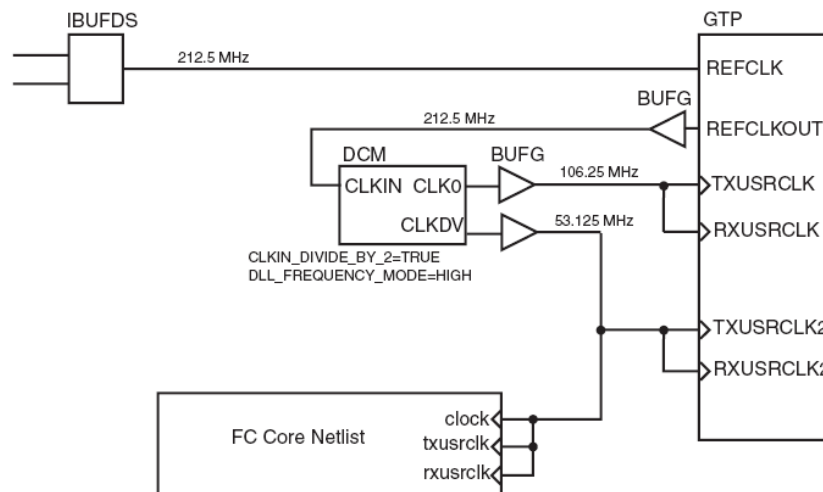 IBUFDS
GTP
212.5 MHz
REFCLK
BUFG
212.5 MHz
REFCLKOUT
DCM
BUFG
CLKIN
CLK0
106.25 MHz
TXUSRCLK
CLKDV
53.125 MHz
RXUSRCLK
CLKIN_DIVIDE_BY_2=TRUE
DLL_FREQUENCY_MODE=HIGH
TXUSRCLK2
RXUSRCLK2
clock
FC Core Netlist
txusrclk
rxusrclk